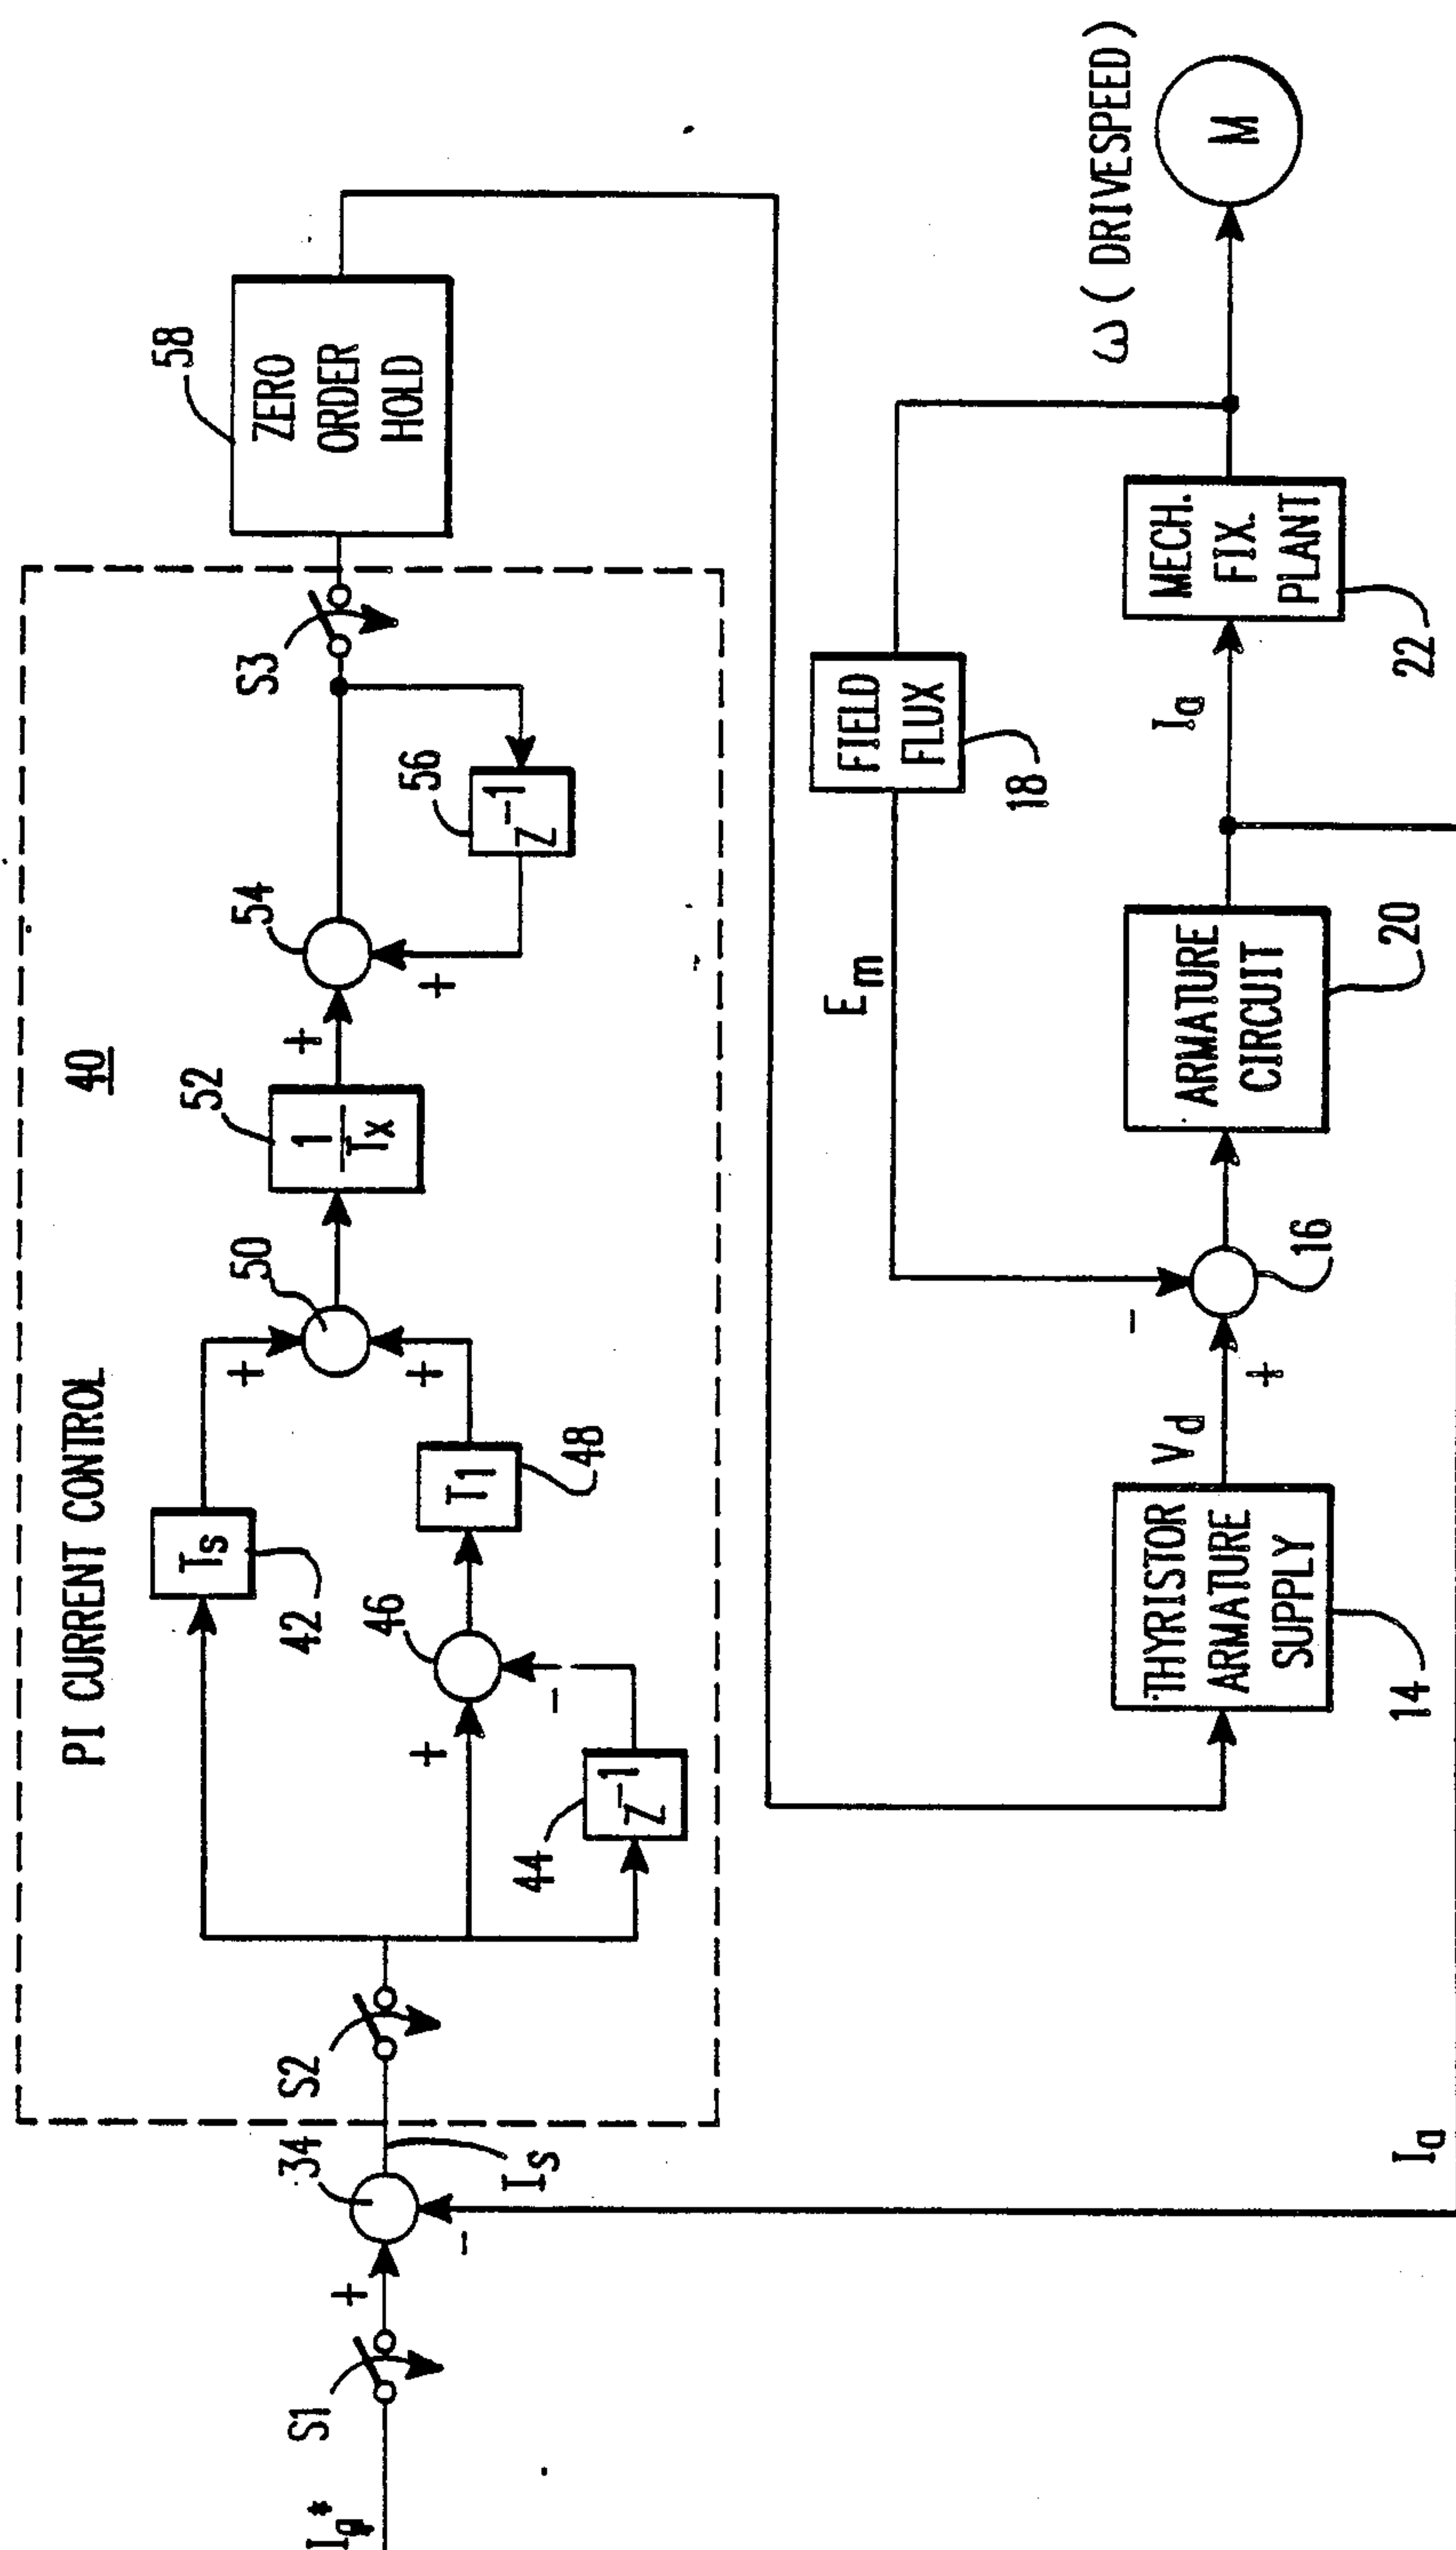 PI CURRENT CONTROL
40
Ia*
S1
+
-
34
Is
S2
Ts
42
z⁻¹
44
+
-
46
T1
48
+
+
50
1/Tx
52
+
+
54
z⁻¹
56
S3
ZERO
ORDER
HOLD
58
THYRISTOR
ARMATURE
SUPPLY
14
Vd
+
-
16
Em
FIELD
FLUX
18
ARMATURE
CIRCUIT
20
Ia
MECH.
FIX.
PLANT
22
ω ( DRIVESPEED )
M
Ia